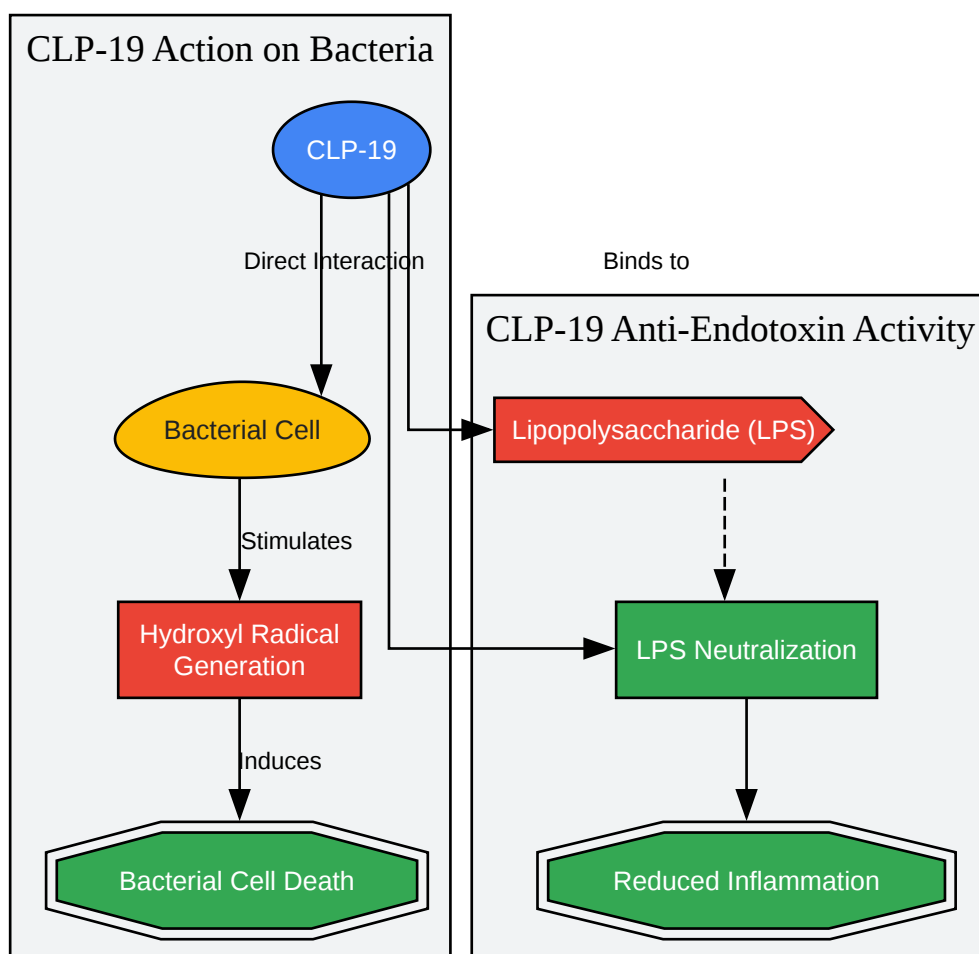 CLP-19 Action on Bacteria
CLP-19
Direct Interaction
Binds to
CLP-19 Anti-Endotoxin Activity
Bacterial Cell
Lipopolysaccharide (LPS)
Stimulates
Hydroxyl Radical
Generation
LPS Neutralization
Induces
Bacterial Cell Death
Reduced Inflammation